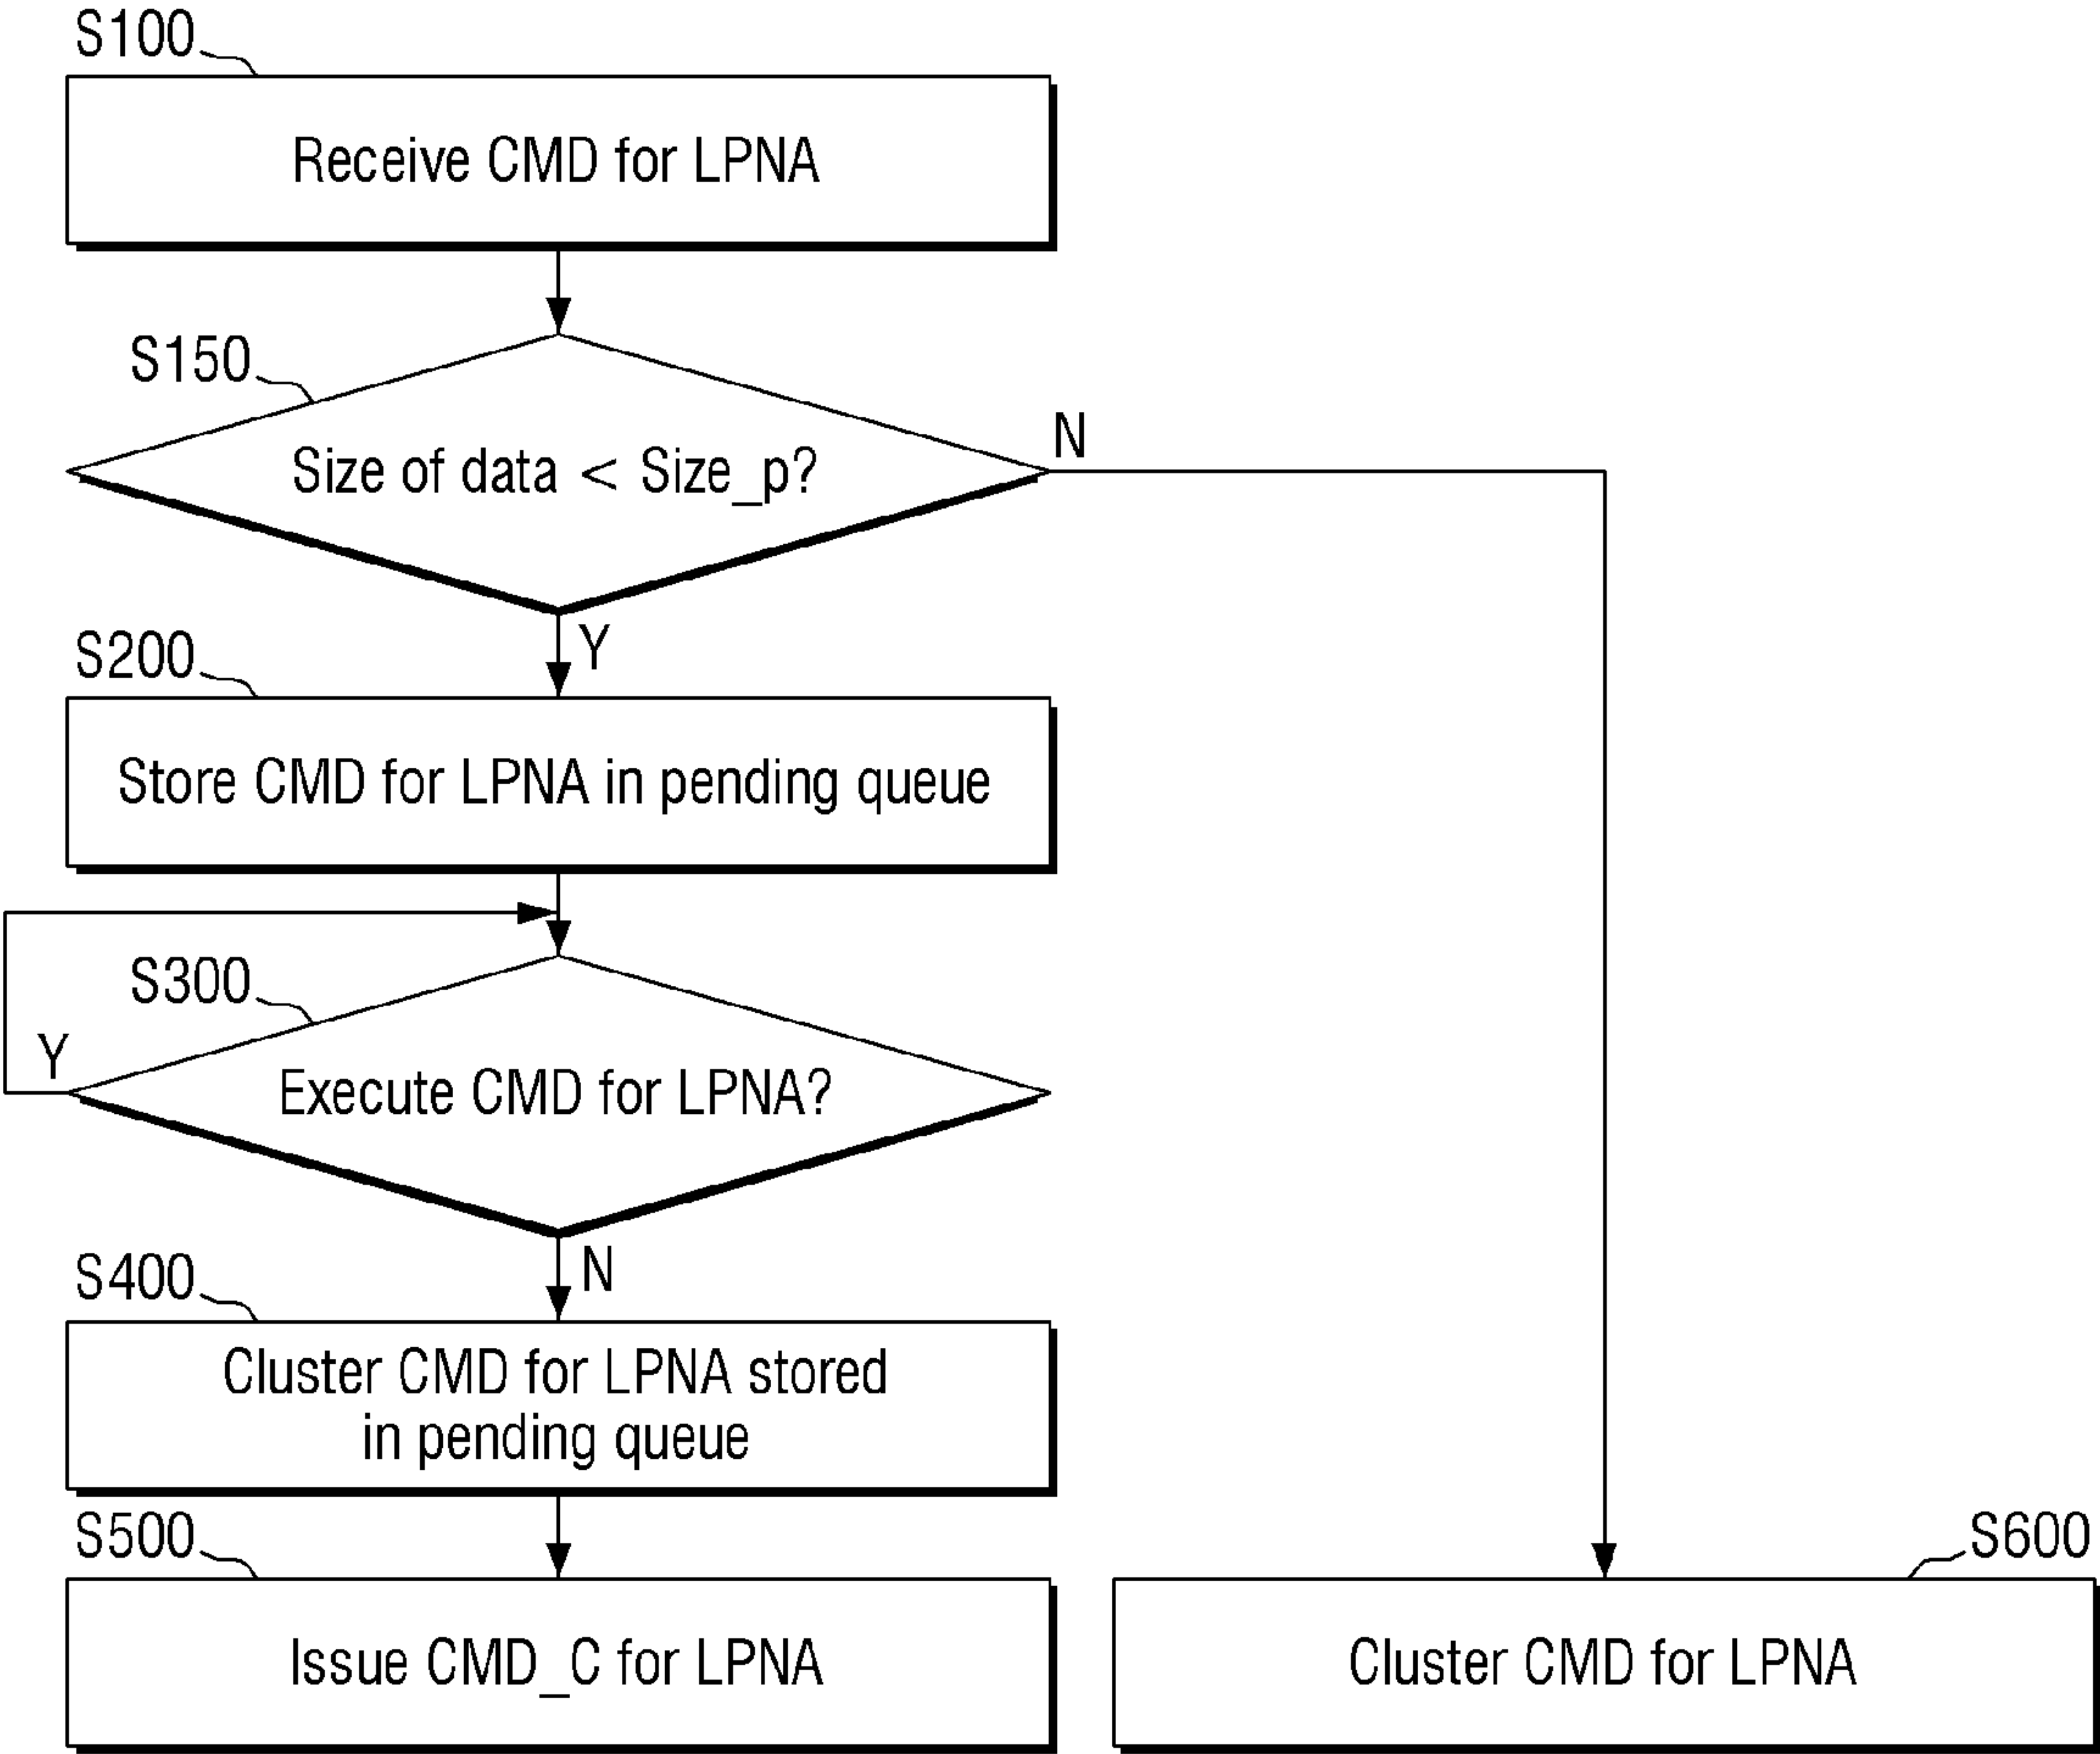 S100
Receive CMD for LPNA
S150
Size of data < Size_p?
N
Y
S200
Store CMD for LPNA in pending queue
S300
Y
Execute CMD for LPNA?
N
S400
Cluster CMD for LPNA stored
in pending queue
S500
Issue CMD_C for LPNA
S600
Cluster CMD for LPNA